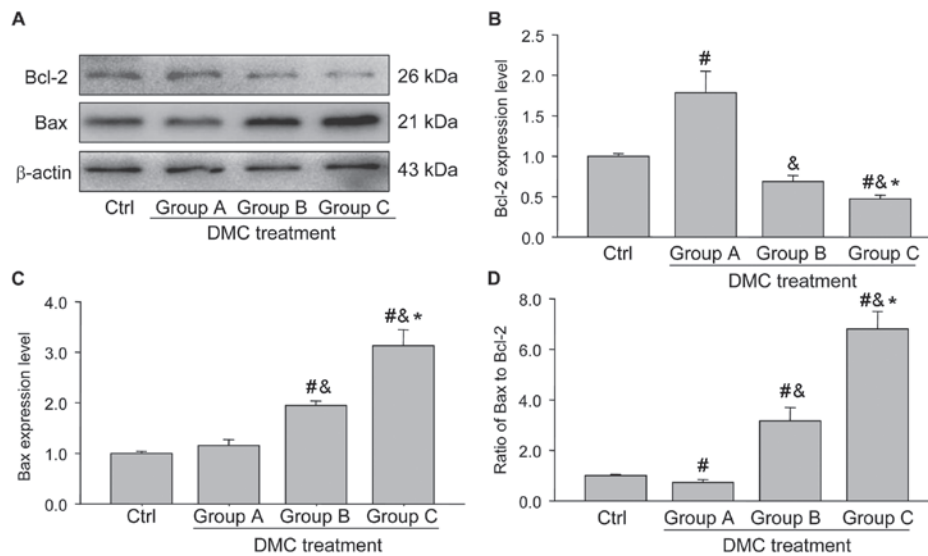 A
Bcl-2
26 kDa
Bax
21 kDa
β-actin
43 kDa
Ctrl Group A Group B Group C
DMC treatment
B
Bcl-2 expression level
2.5
2.0
1.5
1.0
0.5
0.0
#
&
#& *
Ctrl Group A Group B Group C
DMC treatment
C
Bax expression level
4.0
3.0
2.0
1.0
0.0
#&
#& *
Ctrl Group A Group B Group C
DMC treatment
D
Ratio of Bax to Bcl-2
8.0
6.0
4.0
2.0
0.0
#
#&
#& *
Ctrl Group A Group B Group C
DMC treatment